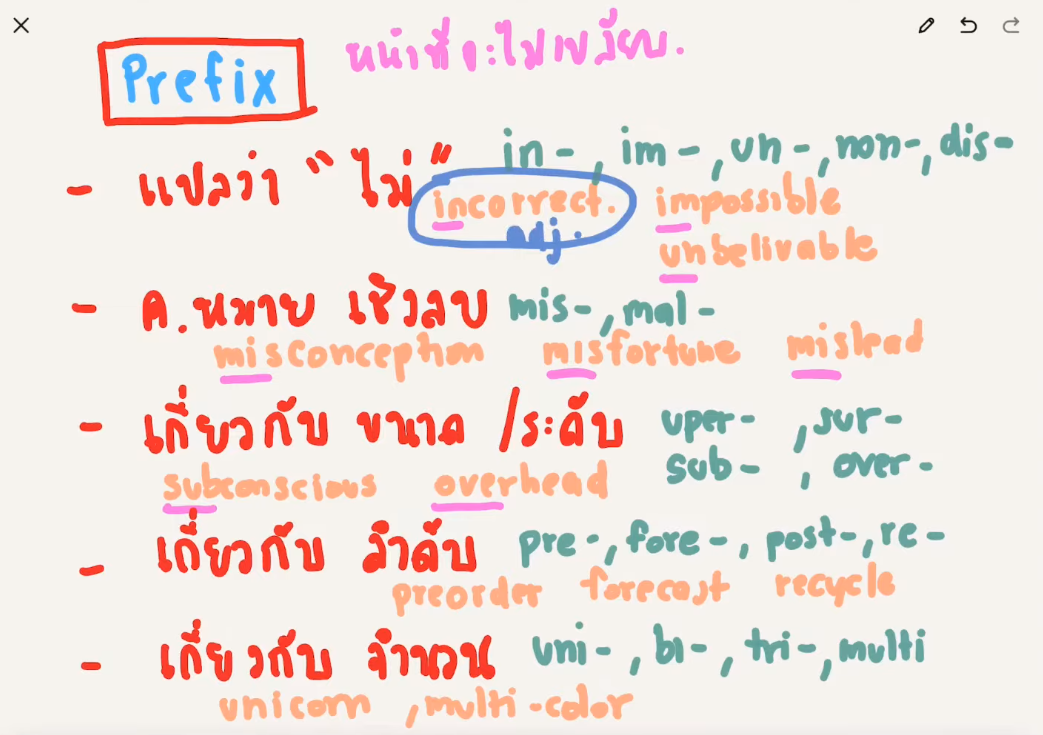 Prefix หน้าที่จะไม่เปลี่ยน.
- แปลว่า "ไม่" in-, im-, un-, non-, dis-
incorrect. impossible
adj. unbelivable
- ค.หมาย เชิงลบ mis-, mal-
misconception misfortune mislead
- เกี่ยวกับ ขนาด /ระดับ uper-, sur-
sub-, over-
subconscious overhead
- เกี่ยวกับ ลำดับ pre-, fore-, post-, re-
preorder forecast recycle
- เกี่ยวกับ จำนวน uni-, bi-, tri-, multi
unicorn, multi-color